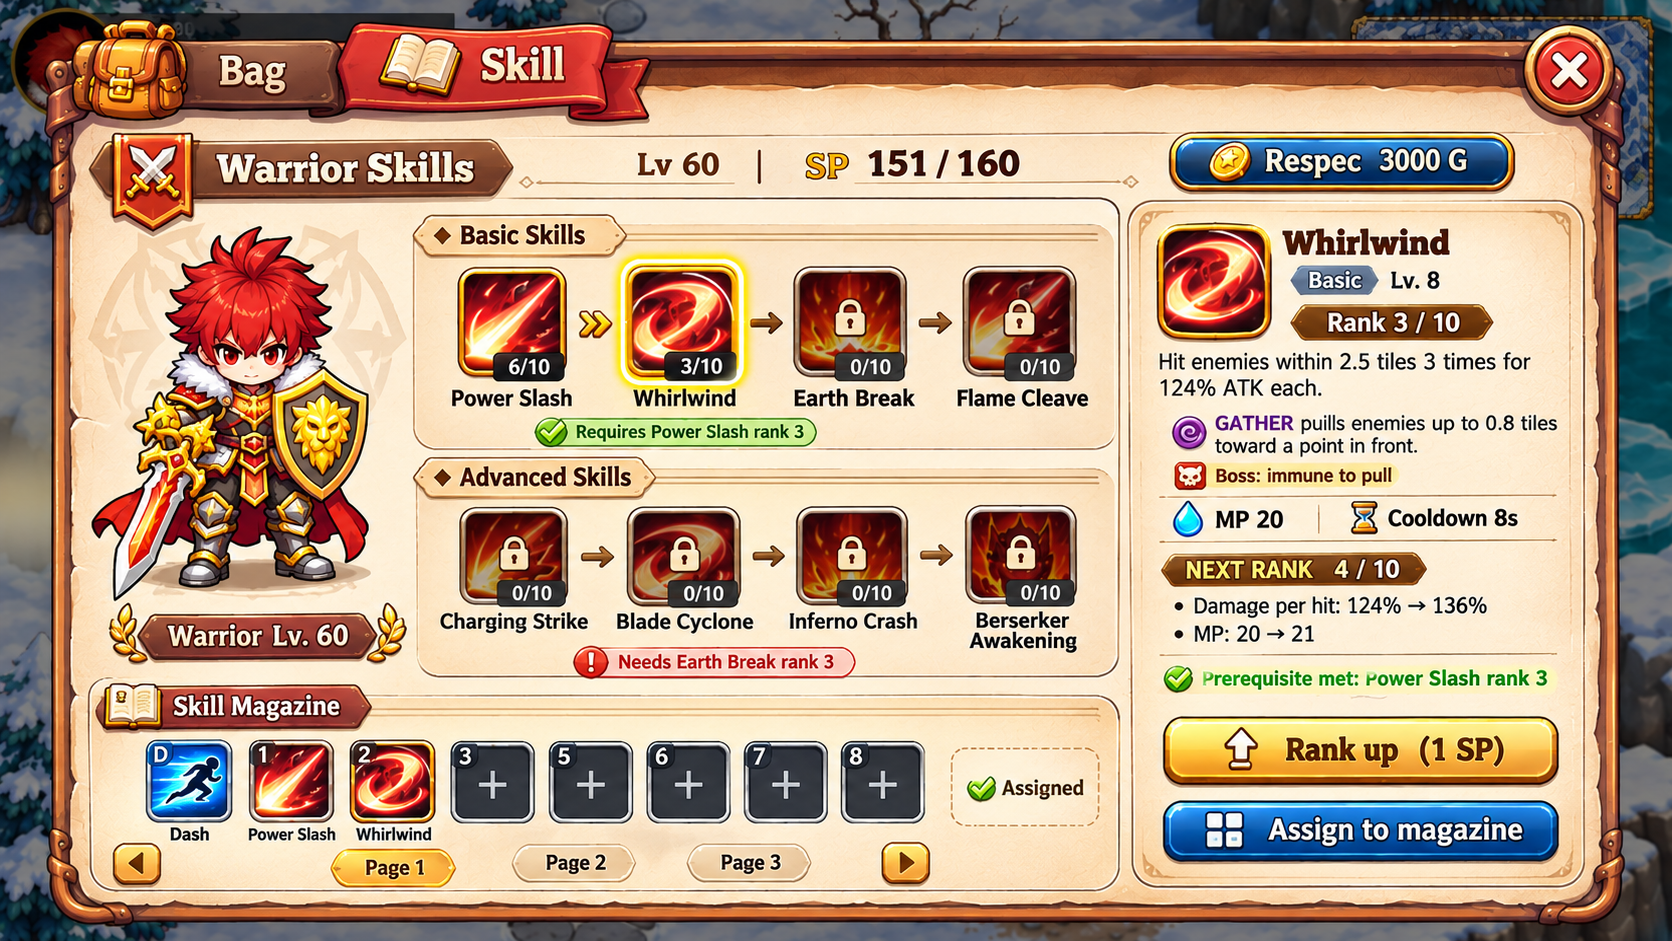 Bag
Skill
Warrior Skills
Lv 60
SP 151 / 160
Respec 3000 G
Basic Skills
6/10
3/10
0/10
0/10
Power Slash
Whirlwind
Earth Break
Flame Cleave
Requires Power Slash rank 3
Advanced Skills
0/10
0/10
0/10
0/10
Charging Strike
Blade Cyclone
Inferno Crash
Berserker
Awakening
Needs Earth Break rank 3
Warrior Lv. 60
Skill Magazine
D
1
2
3
5
6
7
8
Dash
Power Slash
Whirlwind
Assigned
Page 1
Page 2
Page 3
Whirlwind
Basic Lv. 8
Rank 3 / 10
Hit enemies within 2.5 tiles 3 times for
124% ATK each.
GATHER puills enemies up to 0.8 tiles
toward a point in front.
Boss: immune to pull
MP 20
Cooldown 8s
NEXT RANK 4 / 10
• Damage per hit: 124% → 136%
• MP: 20 → 21
Prerequisite met: Power Slash rank 3
Rank up (1 SP)
Assign to magazine